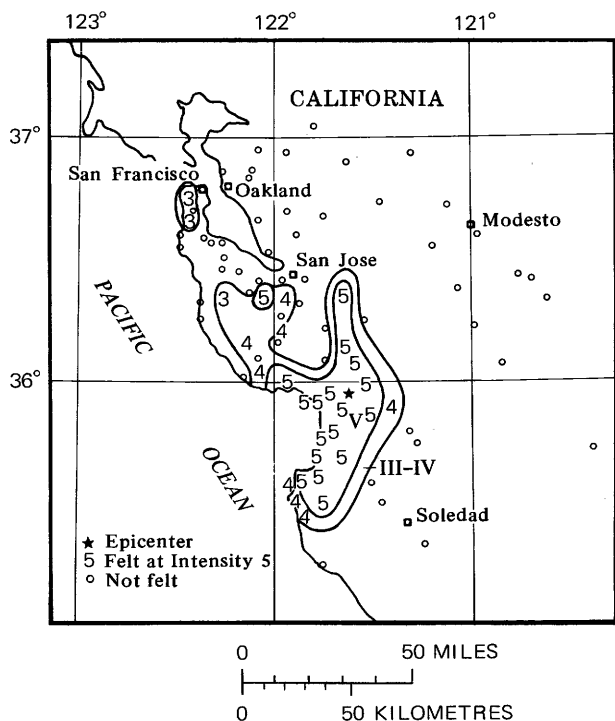 123° 122° 121°
CALIFORNIA
37°
San Francisco
Oakland
3
3
Modesto
San Jose
PACIFIC
3 5 4 5
4
4 5
4 5
36°
5 5
5 5 5 4
5 V 5
5 5
OCEAN
5 5
III–IV
5 5
4
4 5
4
Soledad
★ Epicenter
5 Felt at Intensity 5
○ Not felt
0 50 MILES
0 50 KILOMETRES